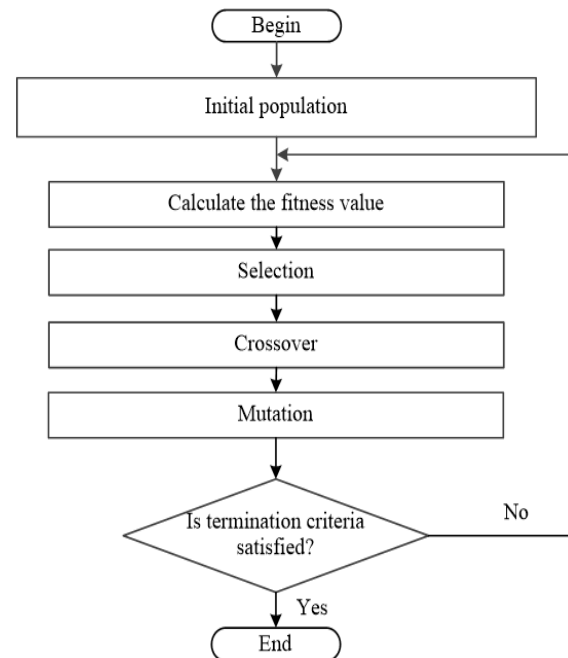 Begin
Initial population
Calculate the fitness value
Selection
Crossover
Mutation
Is termination criteria
satisfied?
No
Yes
End